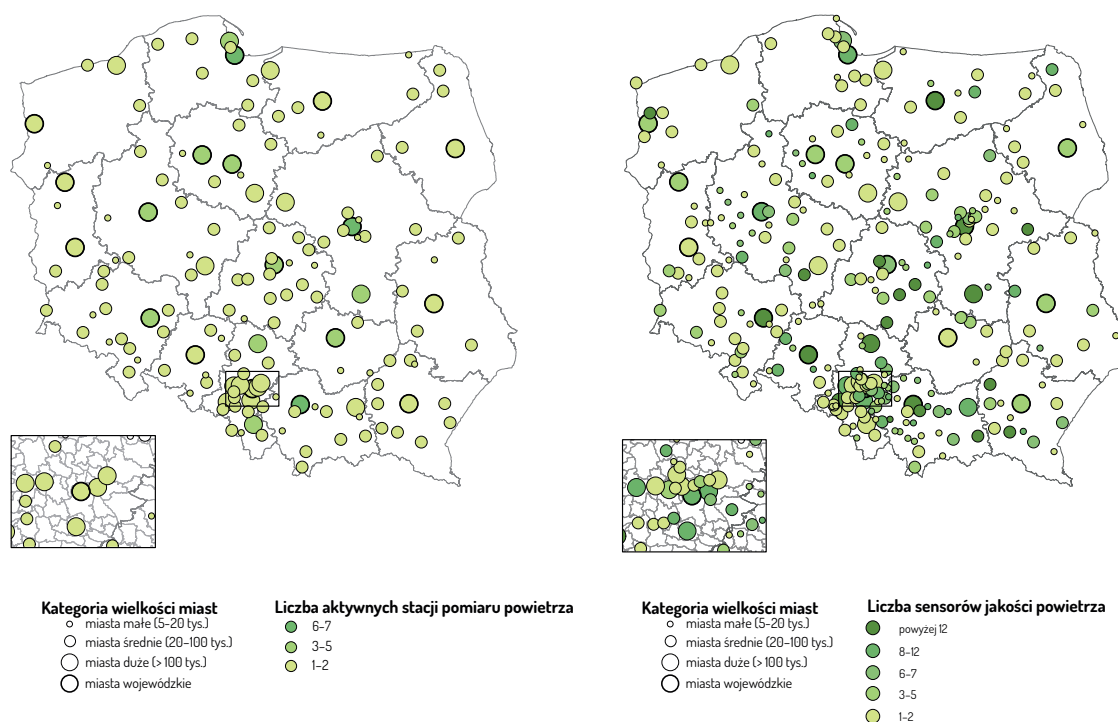 Kategoria wielkości miast
miasta małe (5-20 tys.)
miasta średnie (20-100 tys.)
miasta duże (> 100 tys.)
miasta wojewódzkie
Liczba aktywnych stacji pomiaru powietrza
6-7
3-5
1-2
Kategoria wielkości miast
miasta małe (5-20 tys.)
miasta średnie (20-100 tys.)
miasta duże (> 100 tys.)
miasta wojewódzkie
Liczba sensorów jakości powietrza
powyżej 12
8-12
6-7
3-5
1-2